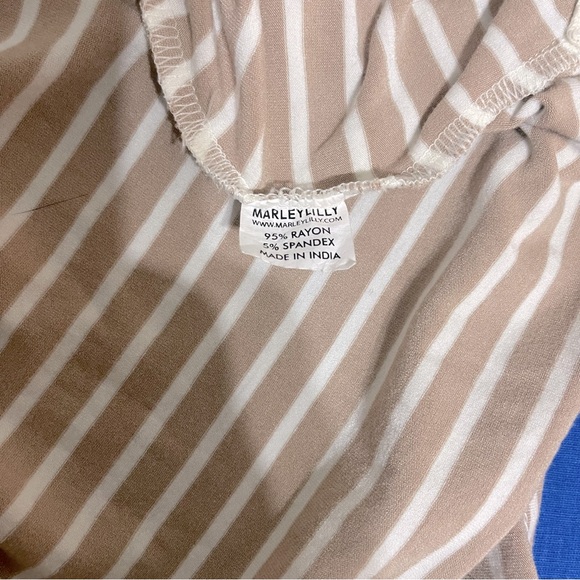 MARLEYLILLY
WWW.MARLEYLILLY.COM
95% RAYON
5% SPANDEX
MADE IN INDIA